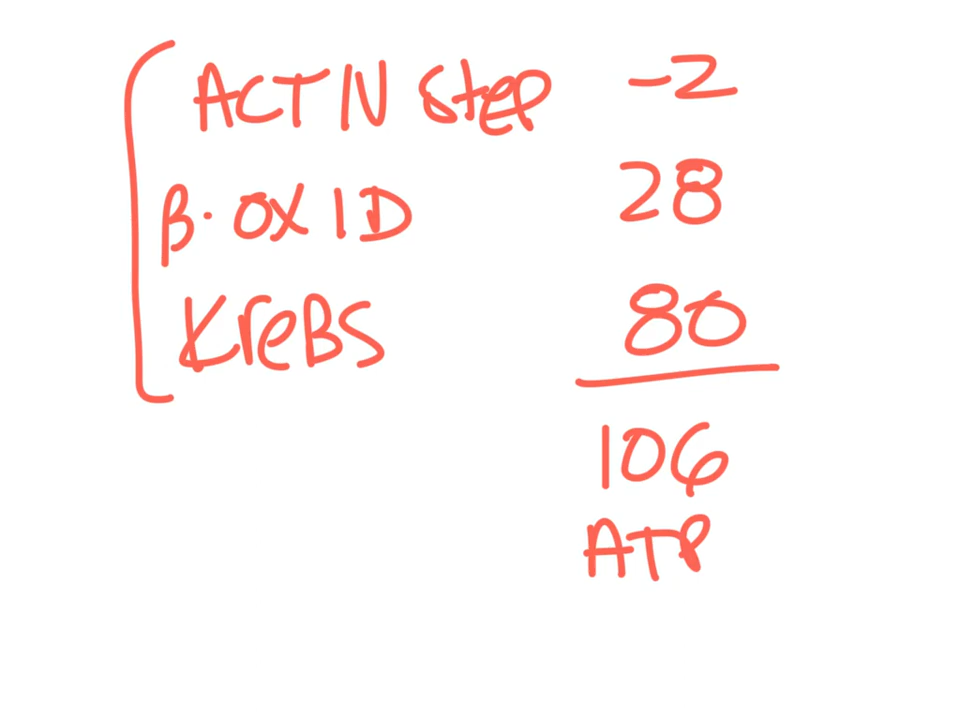 ACTN Step -2
β. OXID 28
KreBS 80
106
ATP